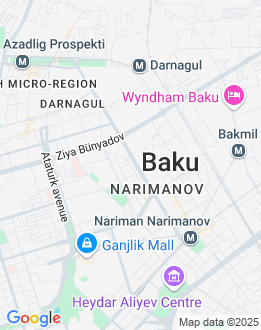 Azadlig Prospekti
Darnagul
H MICRO-REGION
DARNAGUL
Wyndham Baku
Ziya Bünyadov
Bakmil
Baku
NARIMANOV
Ataturk avenue
Nariman Narimanov
Ganjlik Mall
Heydar Aliyev Centre
Google
Map data ©2025